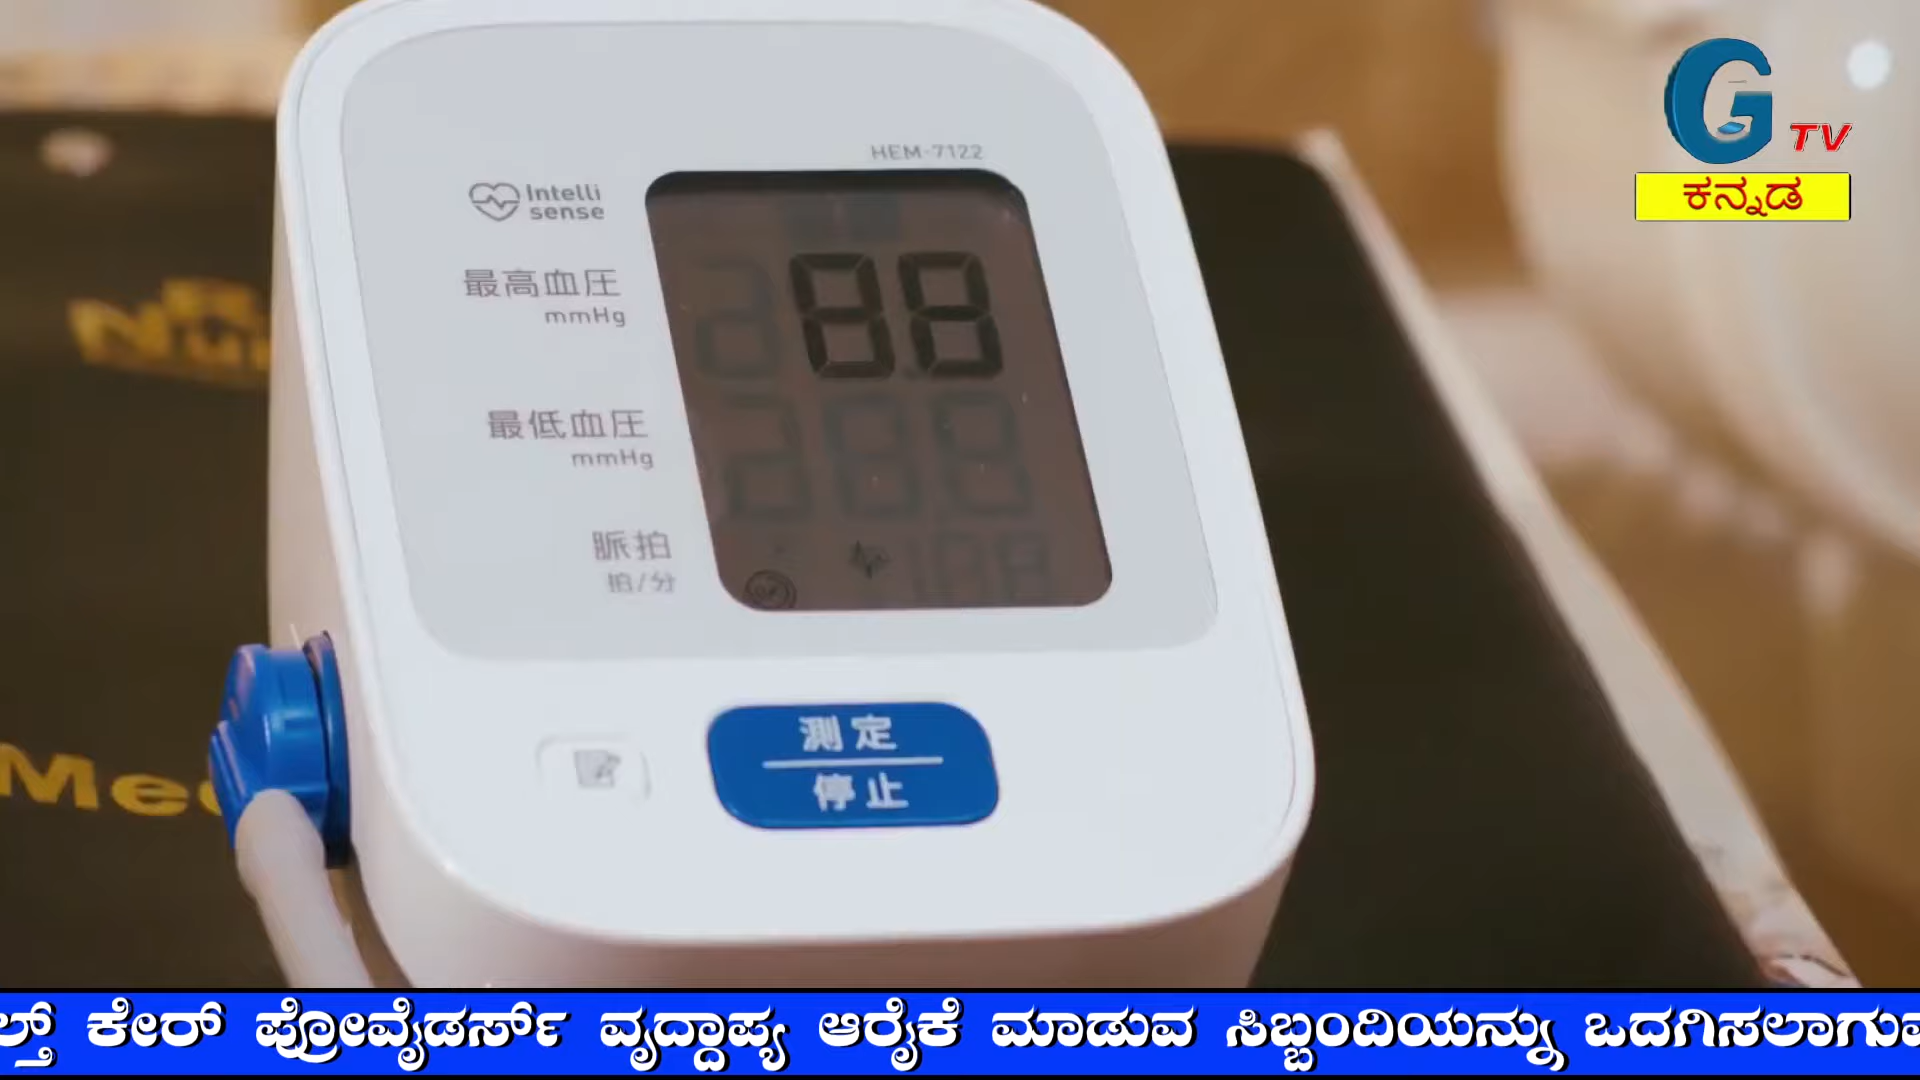 G TV
ಕನ್ನಡ
HEM-7122
Intelli
sense
最高血圧
mmHg
88
最低血圧
mmHg
脈拍
拍/分
測定
停止
ಲ್ತ್ ಕೇರ್ ಪ್ರೋವೈಡರ್ಸ್ ವೃದ್ದಾಪ್ಯ ಆರೈಕೆ ಮಾಡುವ ಸಿಬ್ಬಂದಿಯನ್ನು ಒದಗಿಸಲಾಗುವ